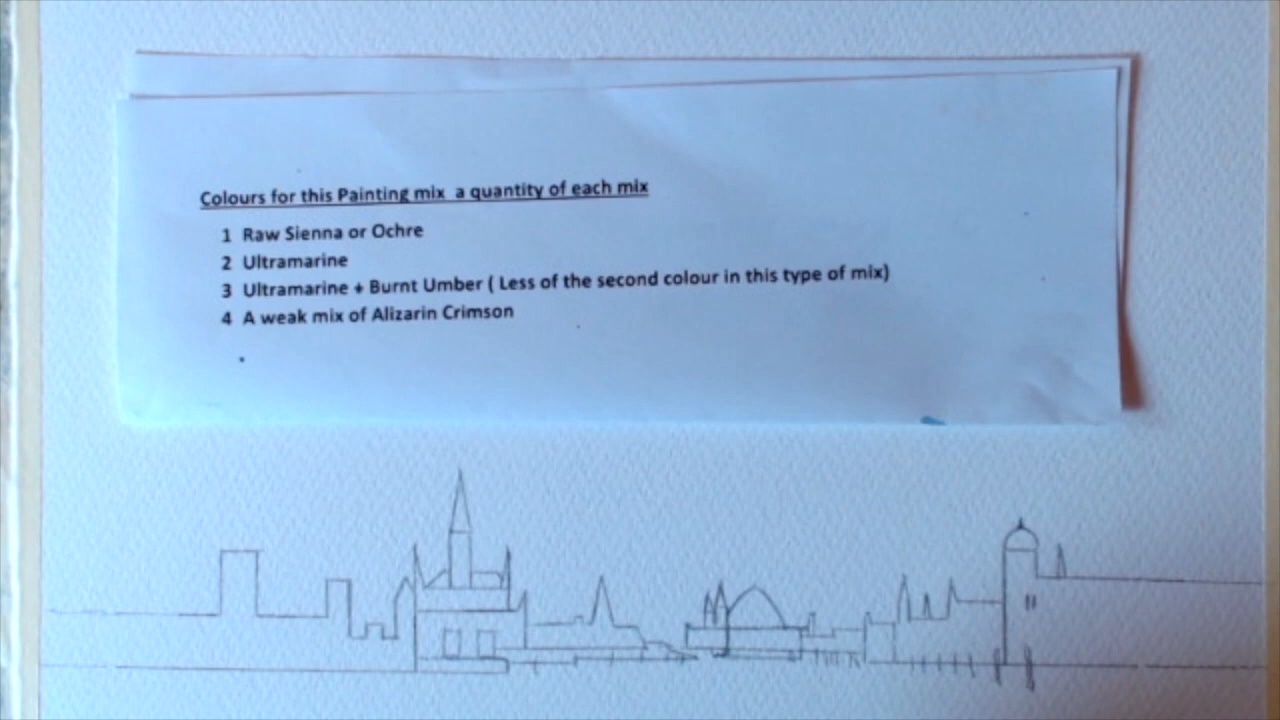 Colours for this Painting mix a quantity of each mix
1 Raw Sienna or Ochre
2 Ultramarine
3 Ultramarine + Burnt Umber ( Less of the second colour in this type of mix)
4 A weak mix of Alizarin Crimson